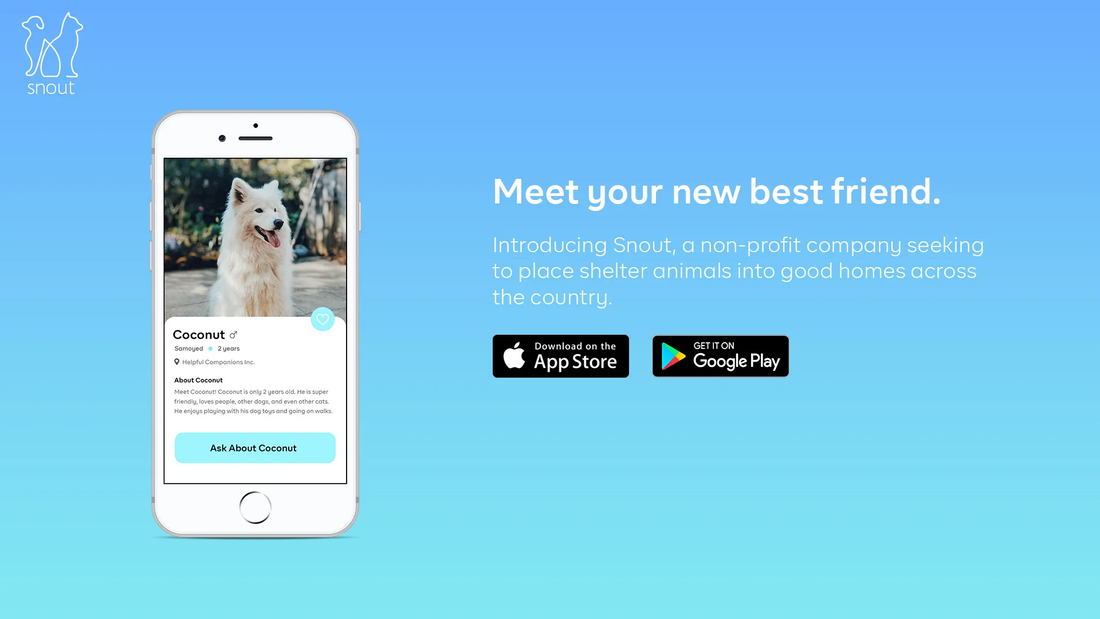 snout
Meet your new best friend.
Introducing Snout, a non-profit company seeking
to place shelter animals into good homes across
the country.
Download on the
App Store
GET IT ON
Google Play
Coconut
Samoyed 2 years
Helpful Companions Inc.
About Coconut
Meet Coconut! Coconut is only 2 years old. He is super
friendly, loves people, other dogs, and even other cats.
He enjoys playing with his dog toys and going on walks.
Ask About Coconut